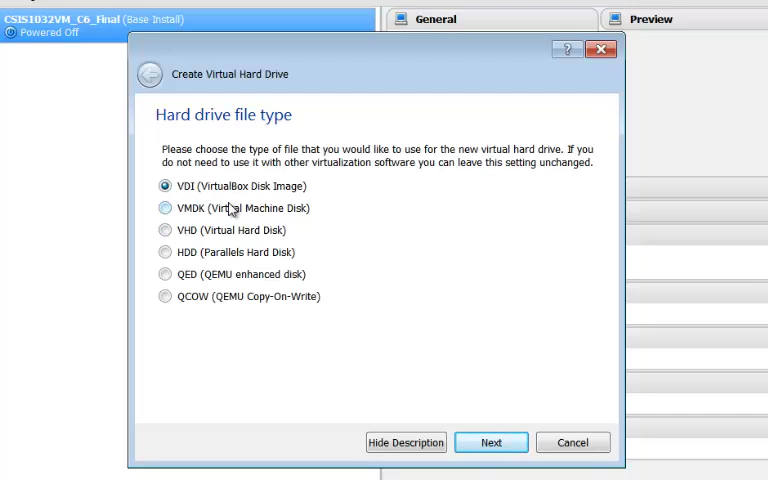 CSIS1032VM_C6_Final (Base Install)
Powered Off
General
Preview
?
Create Virtual Hard Drive
Hard drive file type
Please choose the type of file that you would like to use for the new virtual hard drive. If you
do not need to use it with other virtualization software you can leave this setting unchanged.
VDI (VirtualBox Disk Image)
VMDK (Virtual Machine Disk)
VHD (Virtual Hard Disk)
HDD (Parallels Hard Disk)
QED (QEMU enhanced disk)
QCOW (QEMU Copy-On-Write)
Hide Description
Next
Cancel